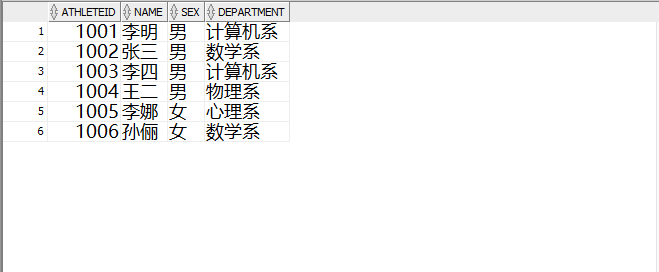 ATHLETEID NAME SEX DEPARTMENT
1 1001 李明 男 计算机系
2 1002 张三 男 数学系
3 1003 李四 男 计算机系
4 1004 王二 男 物理系
5 1005 李娜 女 心理系
6 1006 孙俪 女 数学系